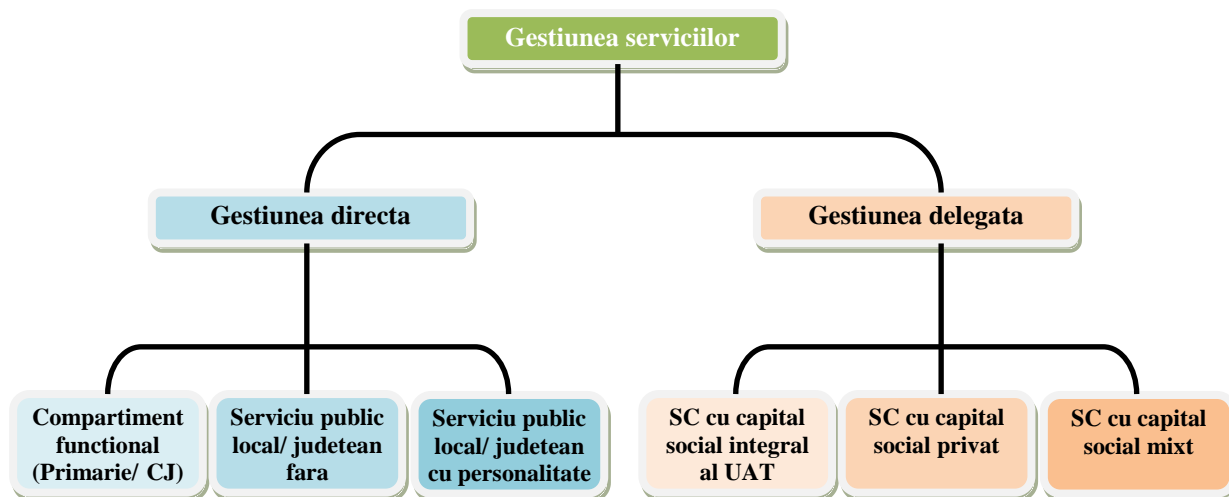 Gestiunea serviciilor
Gestiunea directa
Gestiunea delegata
Compartiment
functional
(Primarie/ CJ)
Serviciu public
local/ judetean
fara
Serviciu public
local/ judetean
cu personalitate
SC cu capital
social integral
al UAT
SC cu capital
social privat
SC cu capital
social mixt